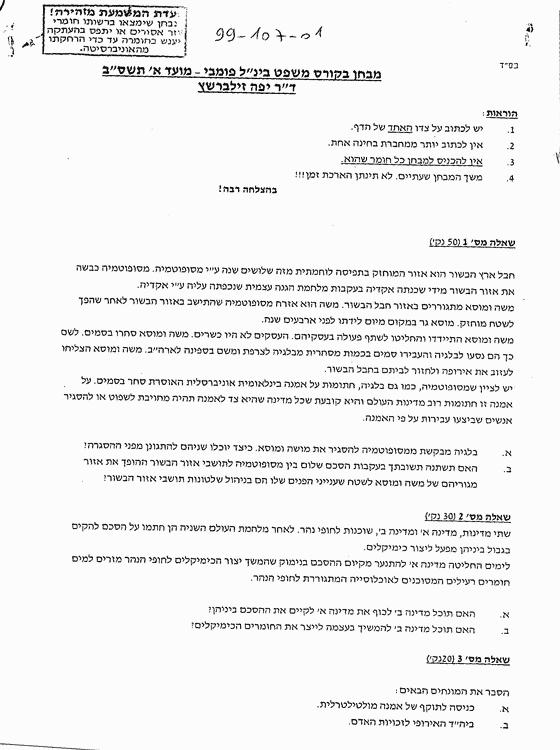 ועדת המשמעת מזהירה!
נבחן שימצאו ברשותו חומרי
עזר אסורים או יתפס בהעתקה
יענש בחומרה עד כדי הרחקתו
מהאוניברסיטה.
99-107-01
בס"ד
מבחן בקורס משפט בינ"ל פומבי - מועד א' תשס"ב
ד"ר יפה זילברשץ
הוראות:
1. יש לכתוב על צדו האחד של הדף.
2. אין לכתוב יותר ממחברת בחינה אחת.
3. אין להכניס למבחן כל חומר שהוא.
4. משך המבחן שעתיים. לא תינתן הארכת זמן!!!
בהצלחה רבה!
שאלה מס' 1 (50 נק')
חבל ארץ הבשור הוא אזור המוחזק בתפיסה לוחמתית מזה שלושים שנה ע"י מסופוטמיה. מסופוטמיה כבשה
את אזור הבשור מידי שכנתה אקדיה בעקבות מלחמת הגנה עצמית שנכפתה עליה ע"י אקדיה.
משה ומוסא מתגוררים באזור חבל הבשור. משה הוא אזרח מסופוטמיה שהתישב באזור הבשור לאחר שהפך
לשטח מוחזק. מוסא גר במקום מיום לידתו לפני ארבעים שנה.
משה ומוסא התיידדו והחליטו לשתף פעולה בעסקיהם. העסקים לא היו כשרים. משה ומוסא סחרו בסמים. לשם
כך הם נסעו לבלגיה והעבירו סמים בכמות מסחרית מבלגיה לצרפת ומשם בספינה לארה"ב. משה ומוסא הצליחו
לעזוב את אירופה ולחזור לביתם בחבל הבשור.
יש לציין שמסופוטמיה, כמו גם בלגיה, חתומות על אמנה בינלאומית אוניברסלית האוסרת סחר בסמים. על
אמנה זו חתומות רוב מדינות העולם והיא קובעת שכל מדינה שהיא צד לאמנה תהיה מחויבת לשפוט או להסגיר
אנשים שביצעו עבירות על פי האמנה.
א. בלגיה מבקשת ממסופוטמיה להסגיר את מושה ומוסא. כיצד יוכלו שניהם להתגונן מפני ההסגרה?
ב. האם תשתנה תשובתך בעקבות הסכם שלום בין מסופוטמיה לתושבי אזור הבשור ההופך את אזור
מגוריהם של משה ומוסא לשטח שענייני הפנים שלו הם בניהול שלטונות תושבי אזור הבשור?
שאלה מס' 2 (30 נק')
שתי מדינות, מדינה א' ומדינה ב', שוכנות לחופי נהר. לאחר מלחמת העולם השניה הן חתמו על הסכם להקים
בגבול ביניהן מפעל ליצור כימיקלים.
לימים החליטה מדינה א' להתנער מקיום ההסכם בנימוק שהמשך יצור הכימיקלים לחופי הנהר מזרים למים
חומרים רעילים המסוכנים לאוכלוסייה המתגוררת לחופי הנהר.
א. האם תוכל מדינה ב' לכוף את מדינה א' לקיים את ההסכם ביניהן?
ב. האם תוכל מדינה ב' להמשיך בעצמה לייצר את החומרים הכימיקלים?
שאלה מס' 3 (20נק')
הסבר את המונחים הבאים:
א. כניסה לתוקף של אמנה מולטילטרלית.
ב. ביה"ד האירופי לזכויות האדם.